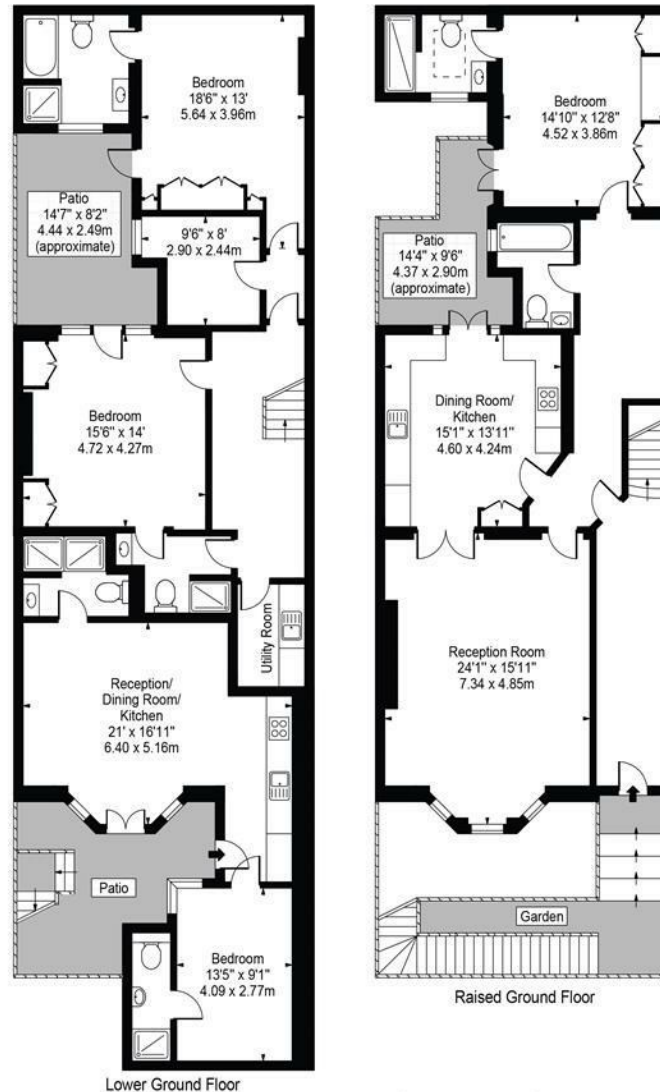 Bedroom
18'6" x 13'
5.64 x 3.96m
Patio
14'7" x 8'2"
4.44 x 2.49m
(approximate)
9'6" x 8'
2.90 x 2.44m
Bedroom
15'6" x 14'
4.72 x 4.27m
Utility Room
Reception/
Dining Room/
Kitchen
21' x 16'11"
6.40 x 5.16m
Patio
Bedroom
13'5" x 9'1"
4.09 x 2.77m
Lower Ground Floor
Bedroom
14'10" x 12'8"
4.52 x 3.86m
Patio
14'4" x 9'6"
4.37 x 2.90m
(approximate)
Dining Room/
Kitchen
15'1" x 13'11"
4.60 x 4.24m
Reception Room
24'1" x 15'11"
7.34 x 4.85m
Garden
Raised Ground Floor